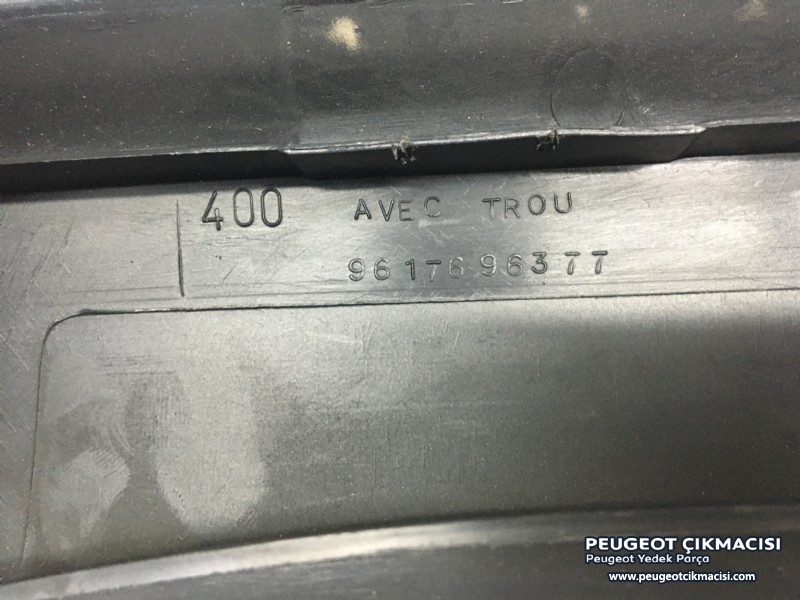 400 AVEC TROU
9617696377
PEUGEOT ÇIKMACISI
Peugeot Yedek Parça
www.peugeotcikmacisi.com